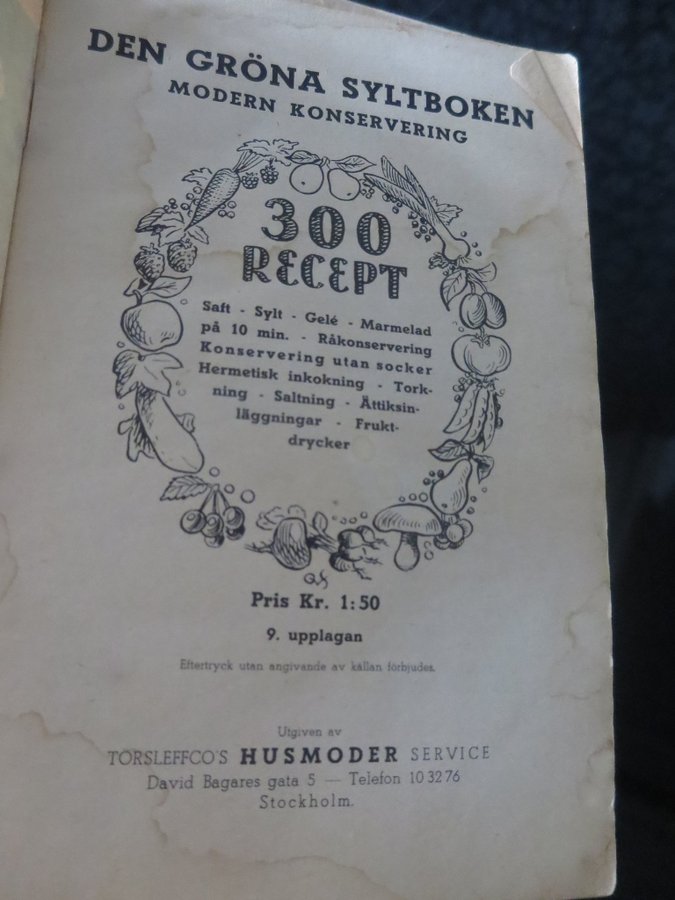 DEN GRÖNA SYLTBOKEN
MODERN KONSERVERING
300
RECEPT
Saft - Sylt - Gelé - Marmelad
på 10 min. - Råkonservering
Konservering utan socker
Hermetisk inkokning - Tork-
ning - Saltning - Ättiksin-
läggningar - Frukt-
drycker
Pris Kr. 1:50
9. upplagan
Eftertryck utan angivande av källan förbjudes.
Utgiven av
TORSLEFFCO'S HUSMODER SERVICE
David Bagares gata 5 — Telefon 10 32 76
Stockholm.